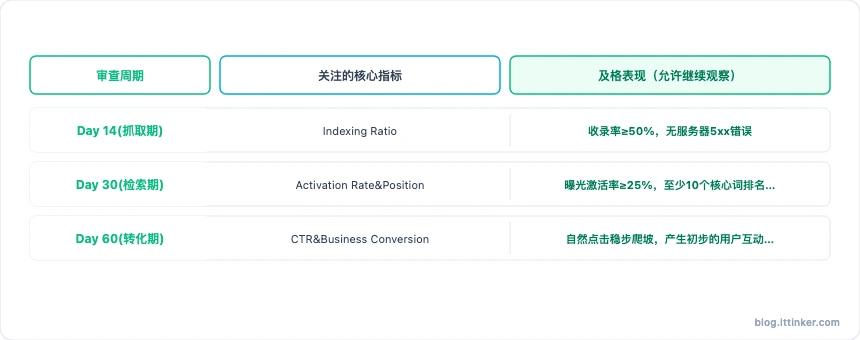 审查周期
关注的核心指标
及格表现（允许继续观察）
Day 14(抓取期)
Indexing Ratio
收录率≥50%，无服务器5xx错误
Day 30(检索期)
Activation Rate&Position
曝光激活率≥25%，至少10个核心词排名...
Day 60(转化期)
CTR&Business Conversion
自然点击稳步爬坡，产生初步的用户互动...
blog.ittinker.com